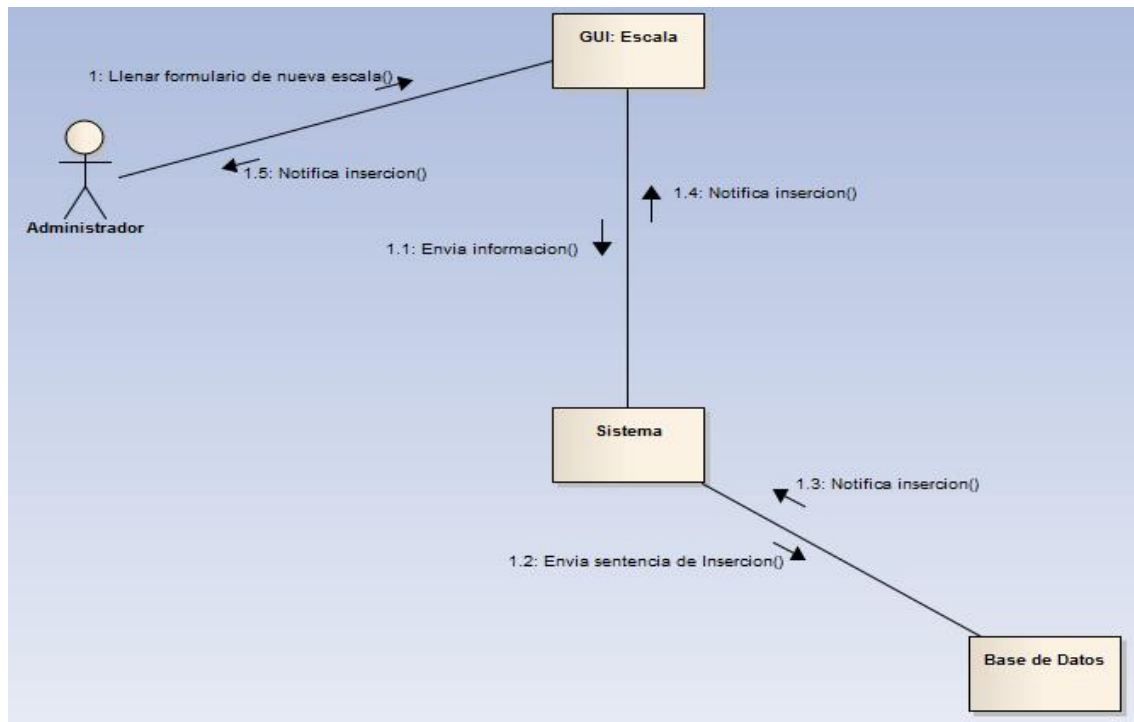 GUI: Escala
1: Llenar formulario de nueva escala()
1.5: Notifica insercion()
1.4: Notifica insercion()
Administrador
1.1: Envia informacion()
Sistema
1.3: Notifica insercion()
1.2: Envia sentencia de Insercion()
Base de Datos